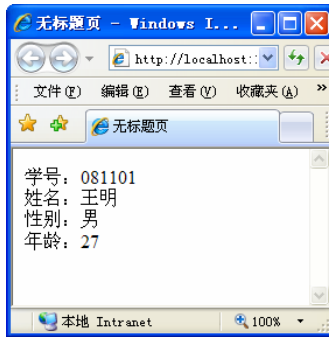 无标题页 - Windows I...
http://localhost::
文件(F) 编辑(E) 查看(V) 收藏夹(A) »
无标题页
学号：081101
姓名：王明
性别：男
年龄：27
本地 Intranet 100%